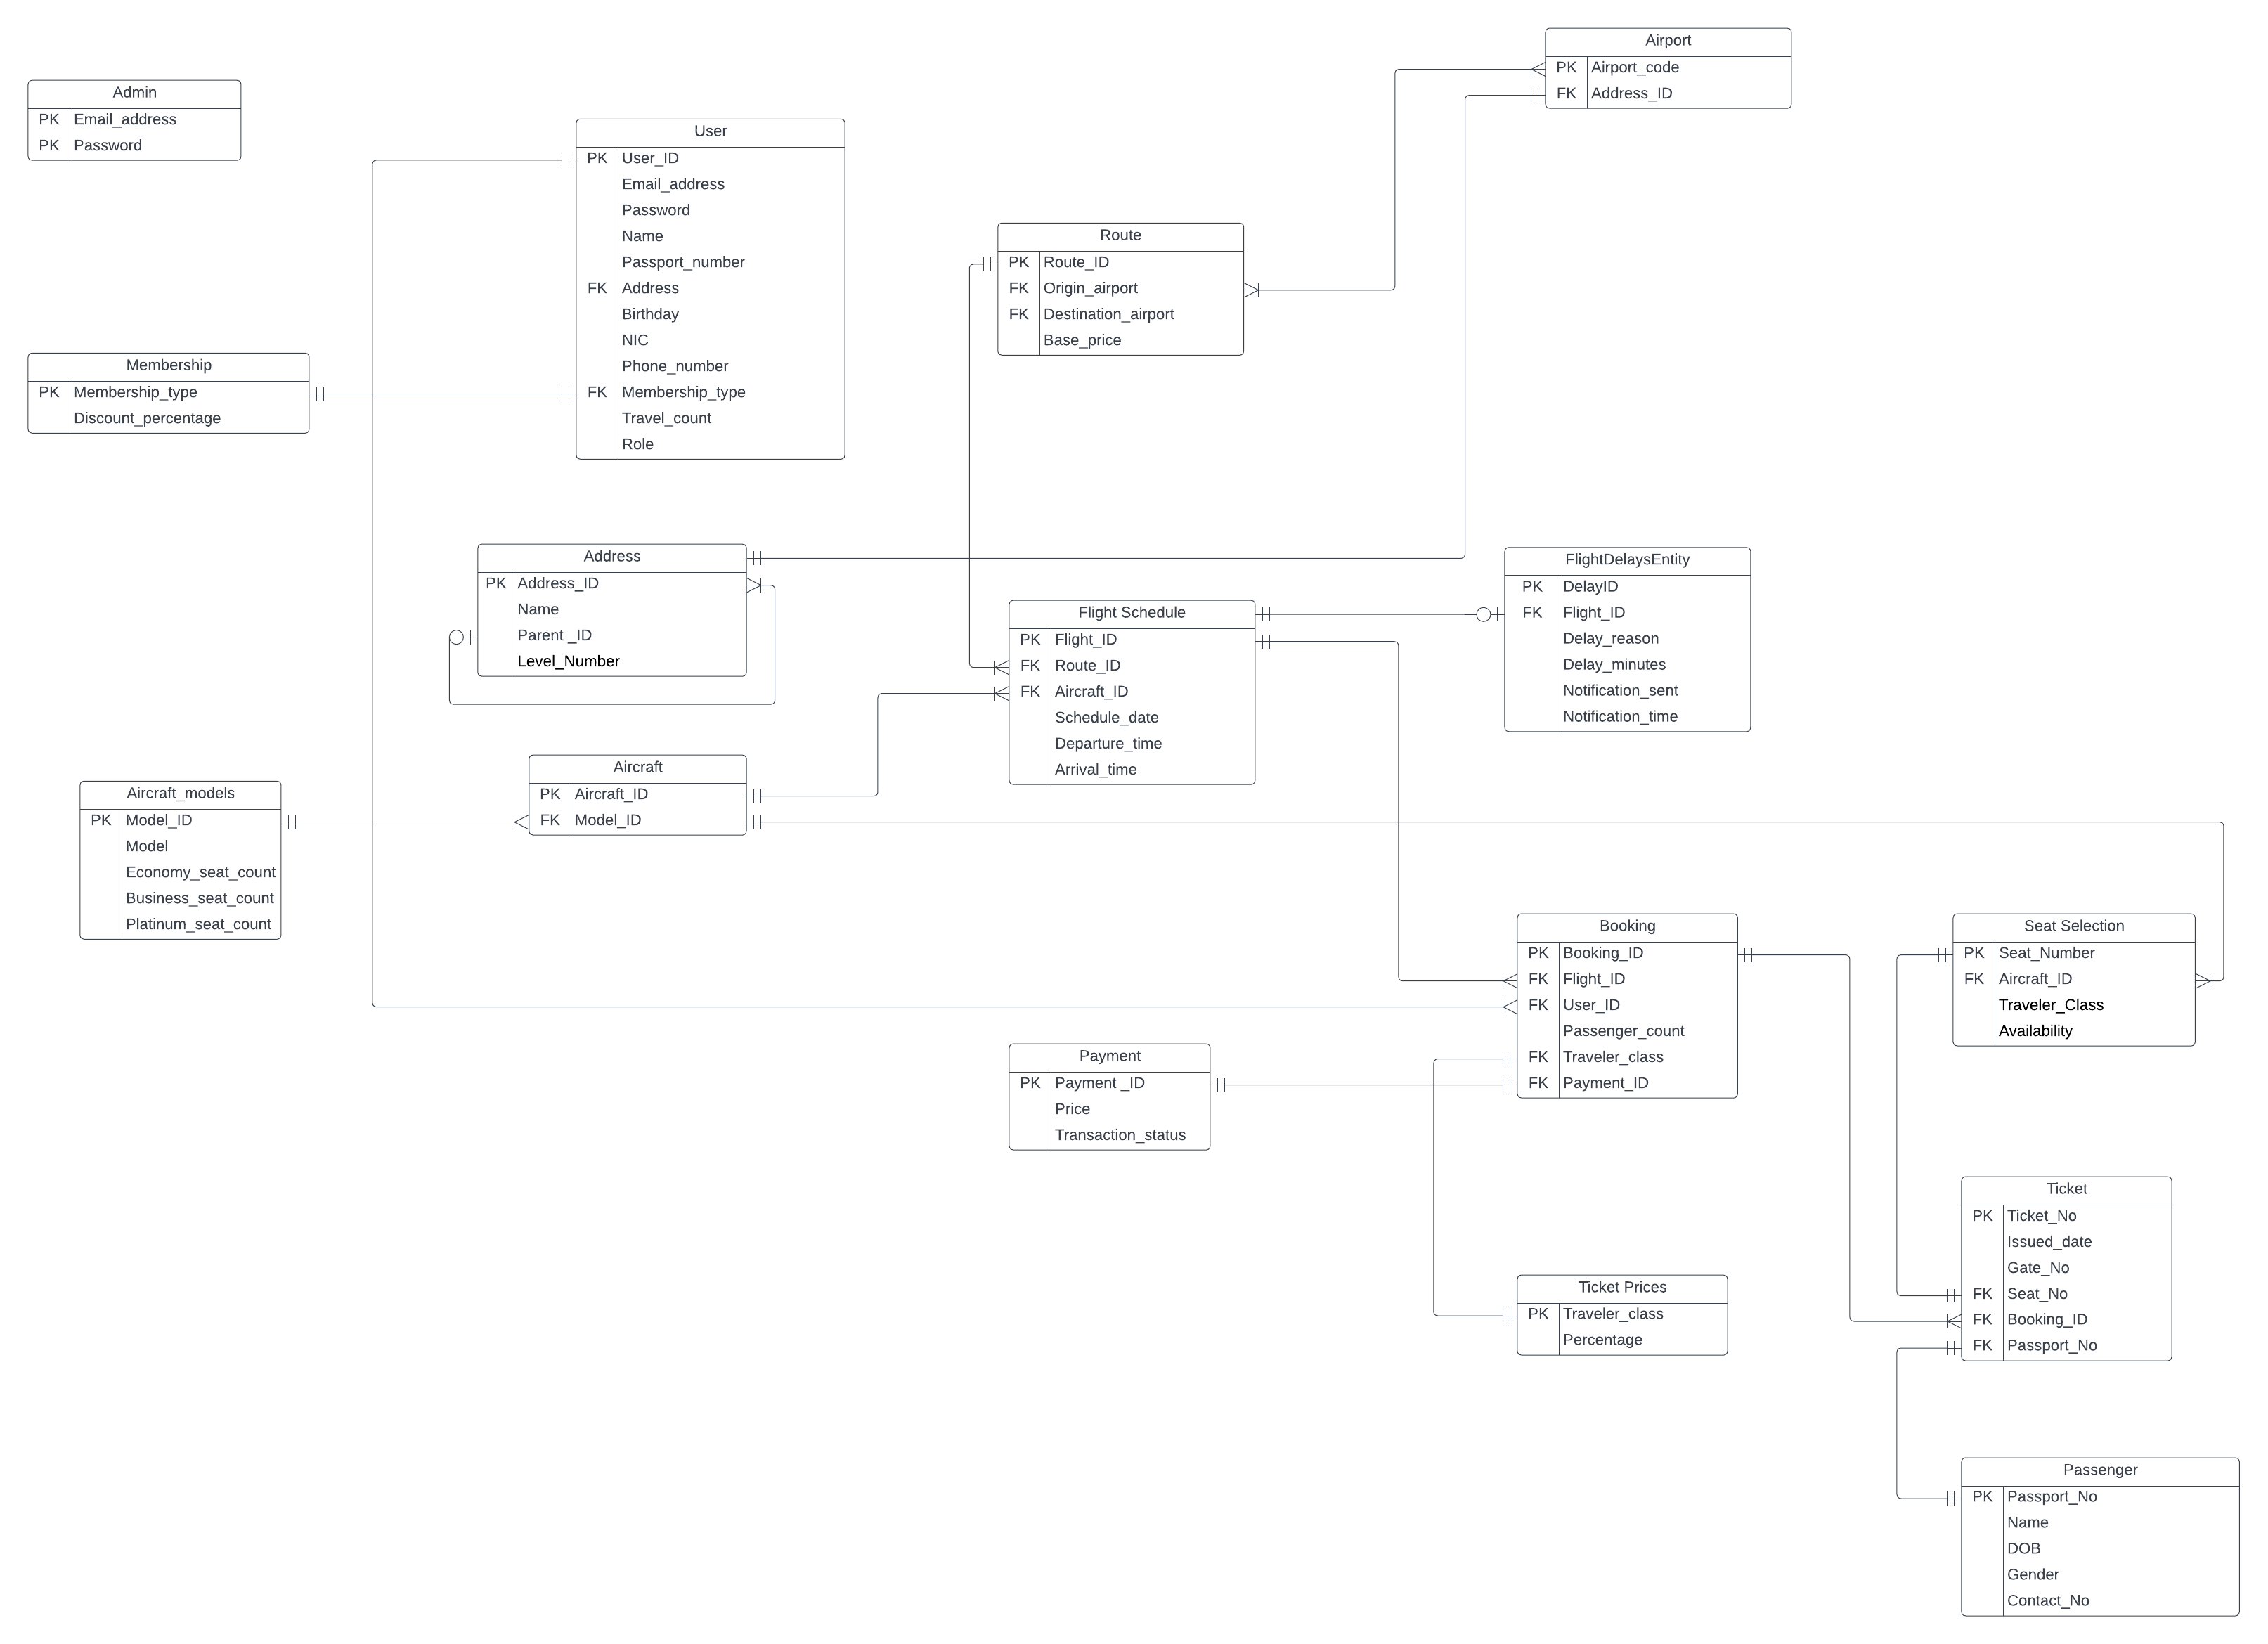 Admin
PK Email_address
PK Password
User
PK User_ID
Email_address
Password
Name
Passport_number
FK Address
Birthday
NIC
Phone_number
FK Membership_type
Travel_count
Role
Airport
PK Airport_code
FK Address_ID
Route
PK Route_ID
FK Origin_airport
FK Destination_airport
Base_price
Membership
PK Membership_type
Discount_percentage
Address
PK Address_ID
Name
Parent _ID
Level_Number
Flight Schedule
PK Flight_ID
FK Route_ID
FK Aircraft_ID
Schedule_date
Departure_time
Arrival_time
FlightDelaysEntity
PK DelayID
FK Flight_ID
Delay_reason
Delay_minutes
Notification_sent
Notification_time
Aircraft_models
PK Model_ID
Model
Economy_seat_count
Business_seat_count
Platinum_seat_count
Aircraft
PK Aircraft_ID
FK Model_ID
Booking
PK Booking_ID
FK Flight_ID
FK User_ID
Passenger_count
FK Traveler_class
FK Payment_ID
Seat Selection
PK Seat_Number
FK Aircraft_ID
Traveler_Class
Availability
Payment
PK Payment _ID
Price
Transaction_status
Ticket
PK Ticket_No
Issued_date
Gate_No
FK Seat_No
FK Booking_ID
FK Passport_No
Ticket Prices
PK Traveler_class
Percentage
Passenger
PK Passport_No
Name
DOB
Gender
Contact_No